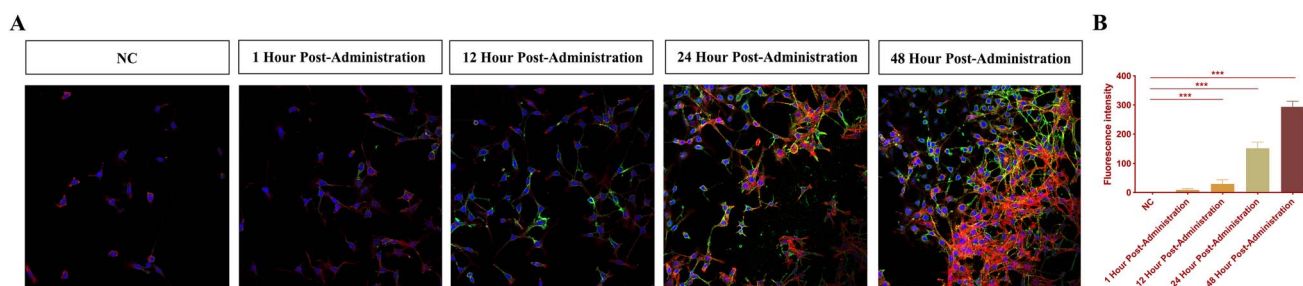 A
NC
1 Hour Post-Administration
12 Hour Post-Administration
24 Hour Post-Administration
48 Hour Post-Administration
B
Fluorescence intensity
400
300
200
100
0
***
***
***
NC
1 Hour Post-Administration
12 Hour Post-Administration
24 Hour Post-Administration
48 Hour Post-Administration